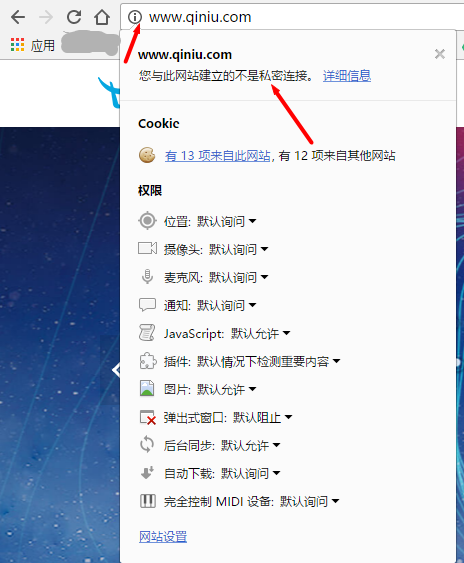 www.qiniu.com
应用
www.qiniu.com
您与此网站建立的不是私密连接。 详细信息
Cookie
有 13 项来自此网站, 有 12 项来自其他网站
权限
位置: 默认询问
摄像头: 默认询问
麦克风: 默认询问
通知: 默认询问
JavaScript: 默认允许
插件: 默认情况下检测重要内容
图片: 默认允许
弹出式窗口: 默认阻止
后台同步: 默认允许
自动下载: 默认询问
完全控制 MIDI 设备: 默认询问
网站设置